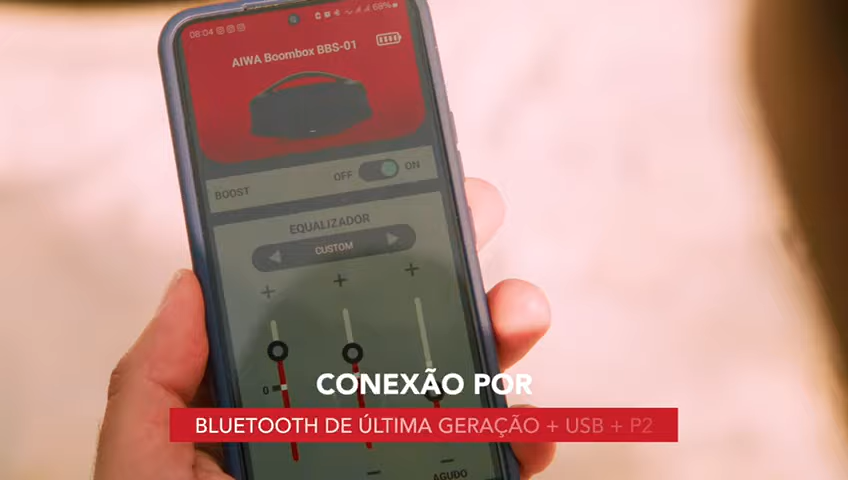 08:04
69%
AIWA Boombox BBS-01
BOOST
OFF
ON
EQUALIZADOR
CUSTOM
+ + +
0
CONEXÃO POR
BLUETOOTH DE ÚLTIMA GERAÇÃO + USB + P2
AGUDO